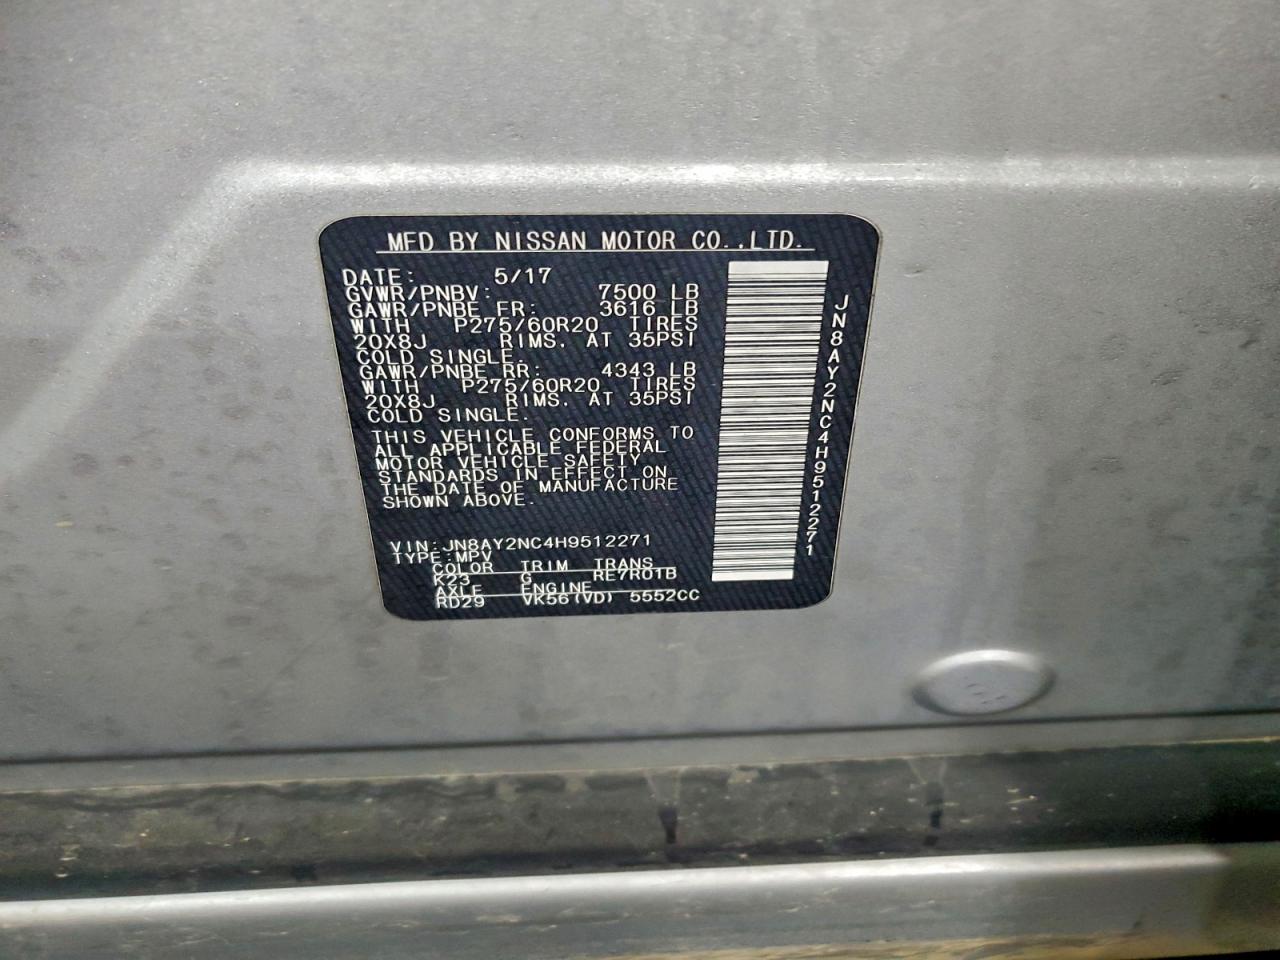 MFD BY NISSAN MOTOR CO.,LTD.
DATE: 5/17
GVWR/PNBV: 7500 LB
GAWR/PNBE FR: 3616 LB
WITH P275/60R20 TIRES
20X8J RIMS. AT 35PSI
COLD SINGLE.
GAWR/PNBE RR: 4343 LB
WITH P275/60R20 TIRES
20X8J RIMS. AT 35PSI
COLD SINGLE.
THIS VEHICLE CONFORMS TO
ALL APPLICABLE FEDERAL
MOTOR VEHICLE SAFETY
STANDARDS IN EFFECT ON
THE DATE OF MANUFACTURE
SHOWN ABOVE.
VIN:JN8AY2NC4H9512271
TYPE:MPV
COLOR TRIM TRANS
K23 G RE7R01B
AXLE ENGINE
RD29 VK56(VD) 5552CC
JN8AY2NC4H9512271